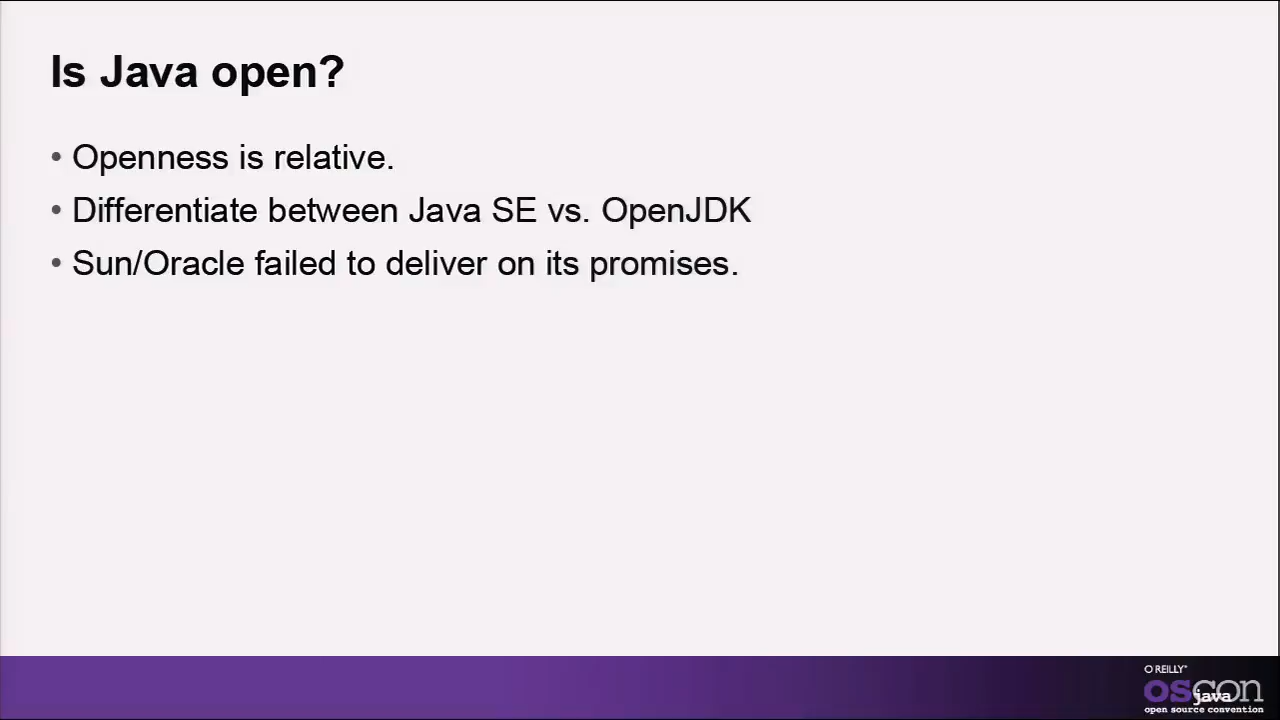 Is Java open?
• Openness is relative.
• Differentiate between Java SE vs. OpenJDK
• Sun/Oracle failed to deliver on its promises.
O REILLY
oscon
java
open source convention